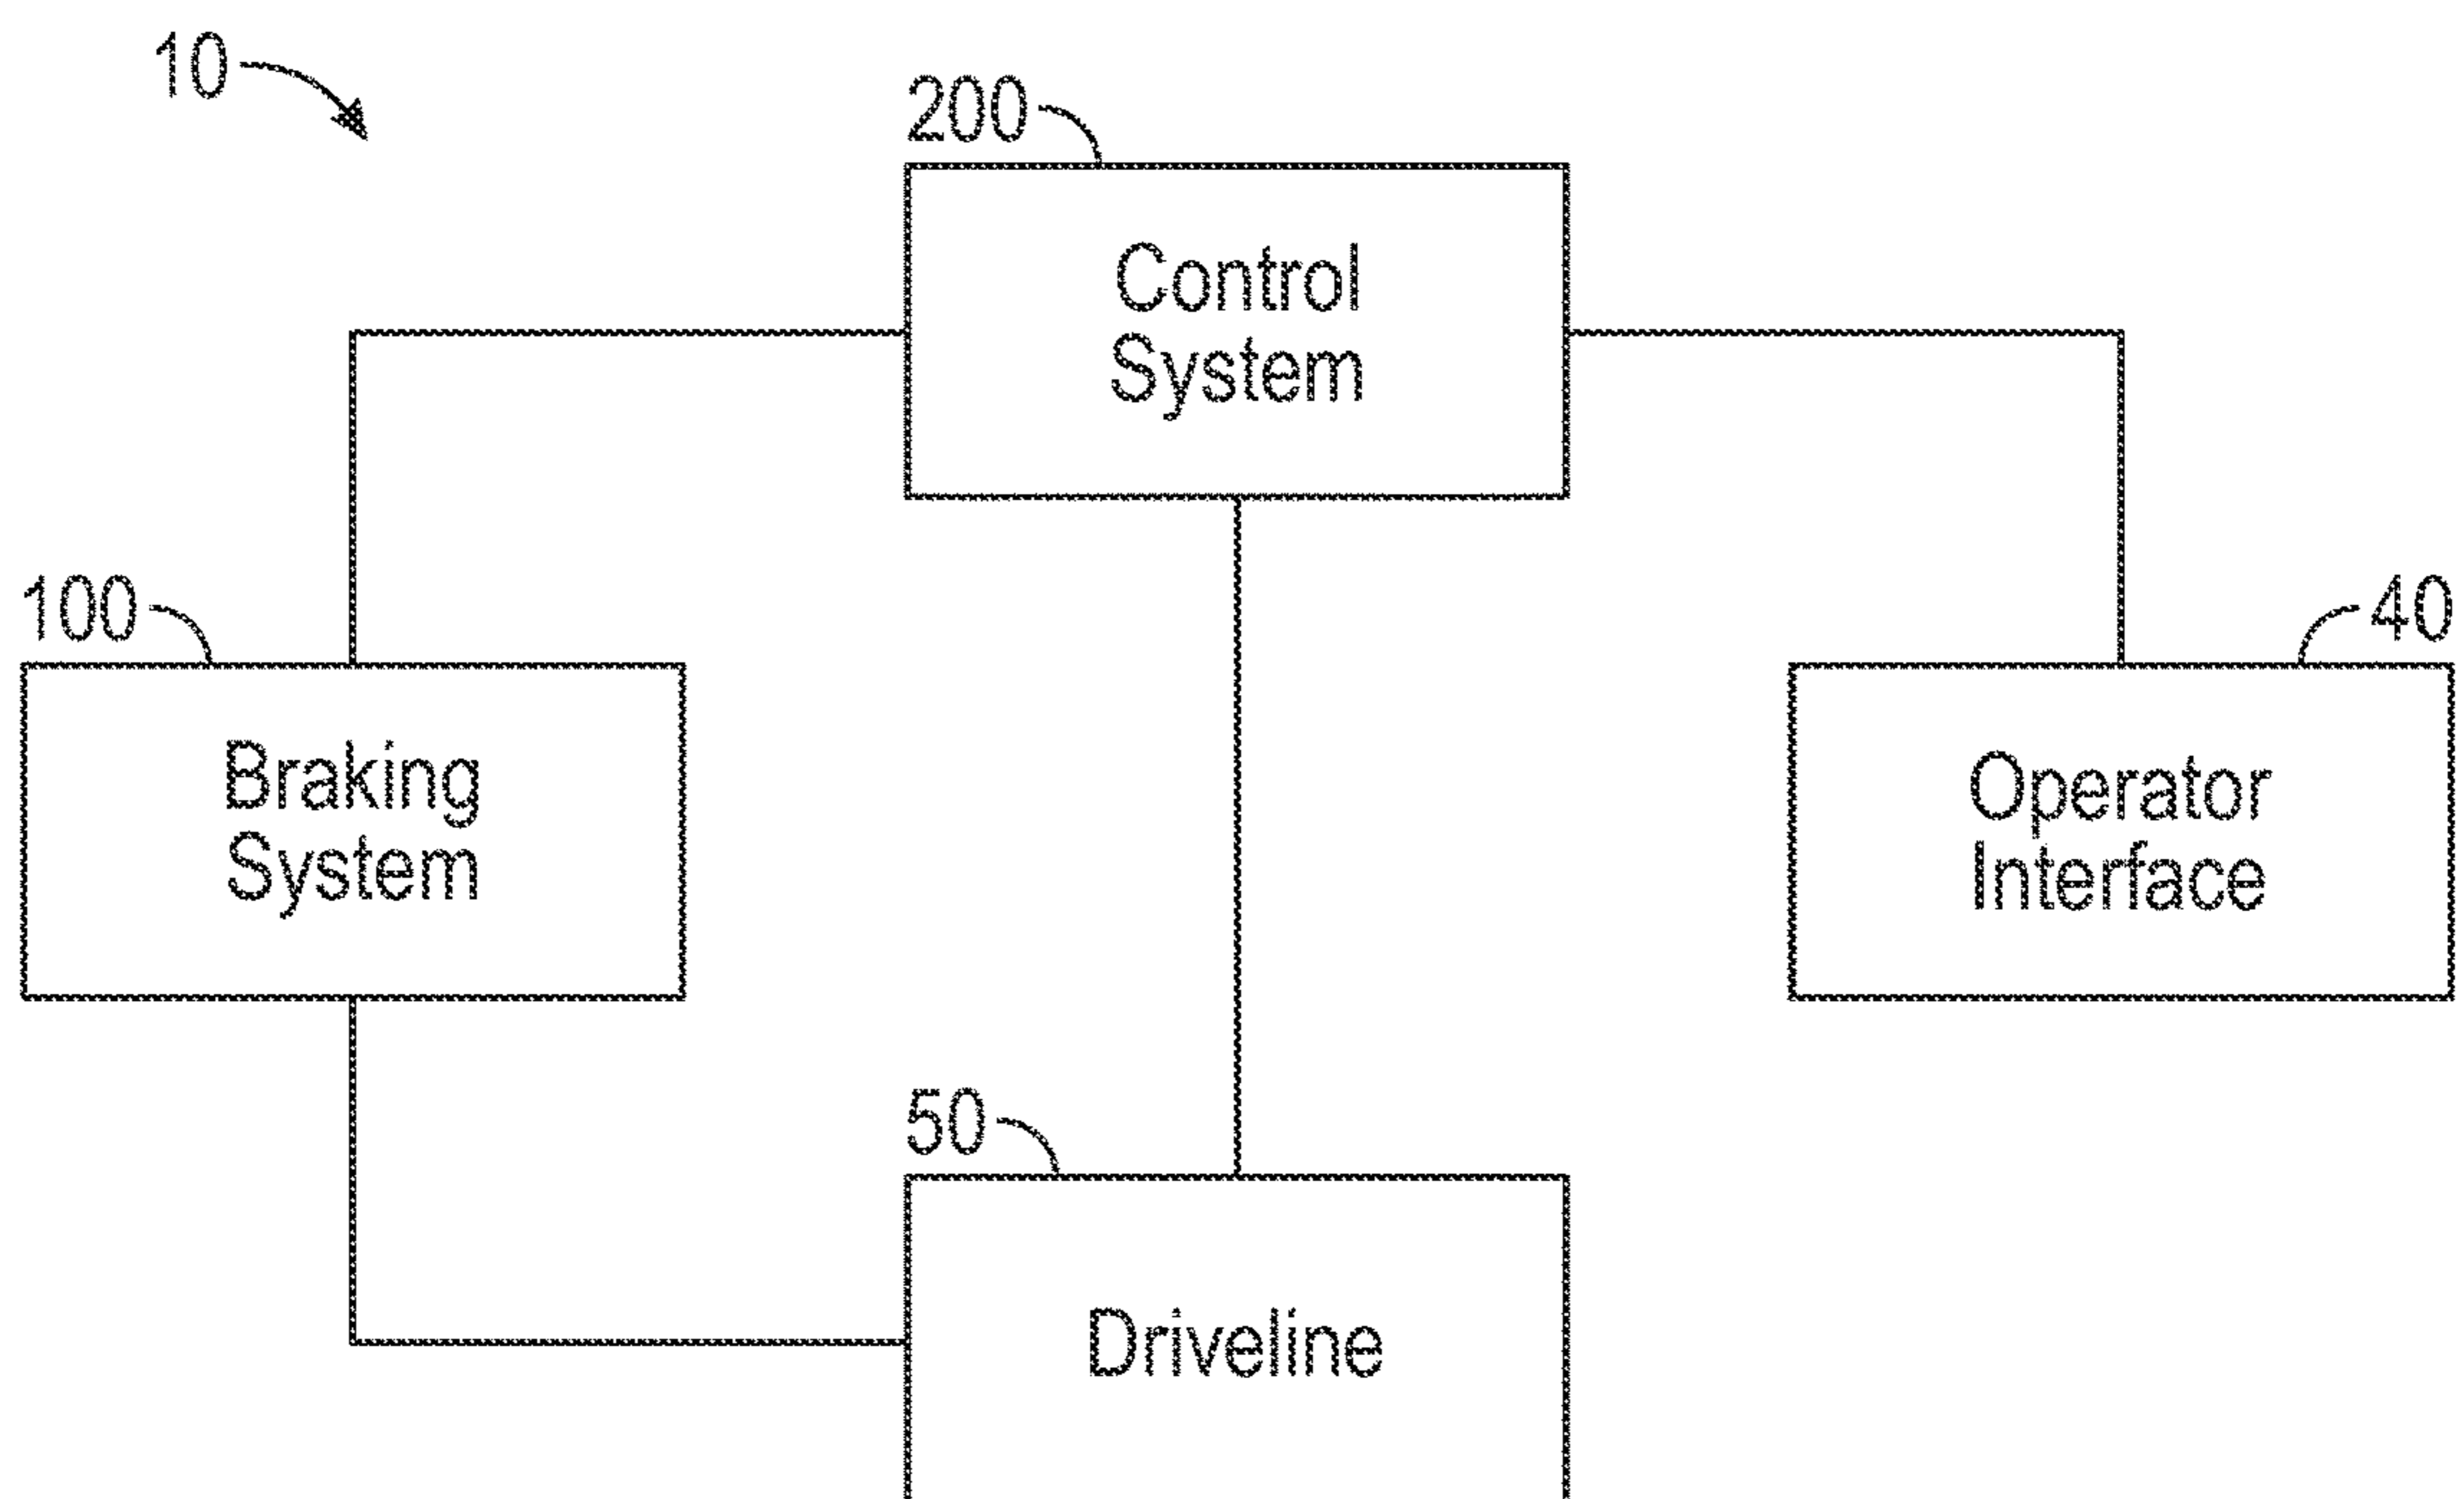 10
200
Control
System
100
40
Braking
System
Operator
Interface
50
Driveline